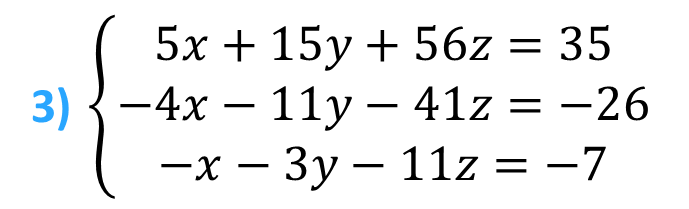 3) 5x + 15y + 56z = 35
−4x − 11y − 41z = −26
−x − 3y − 11z = −7